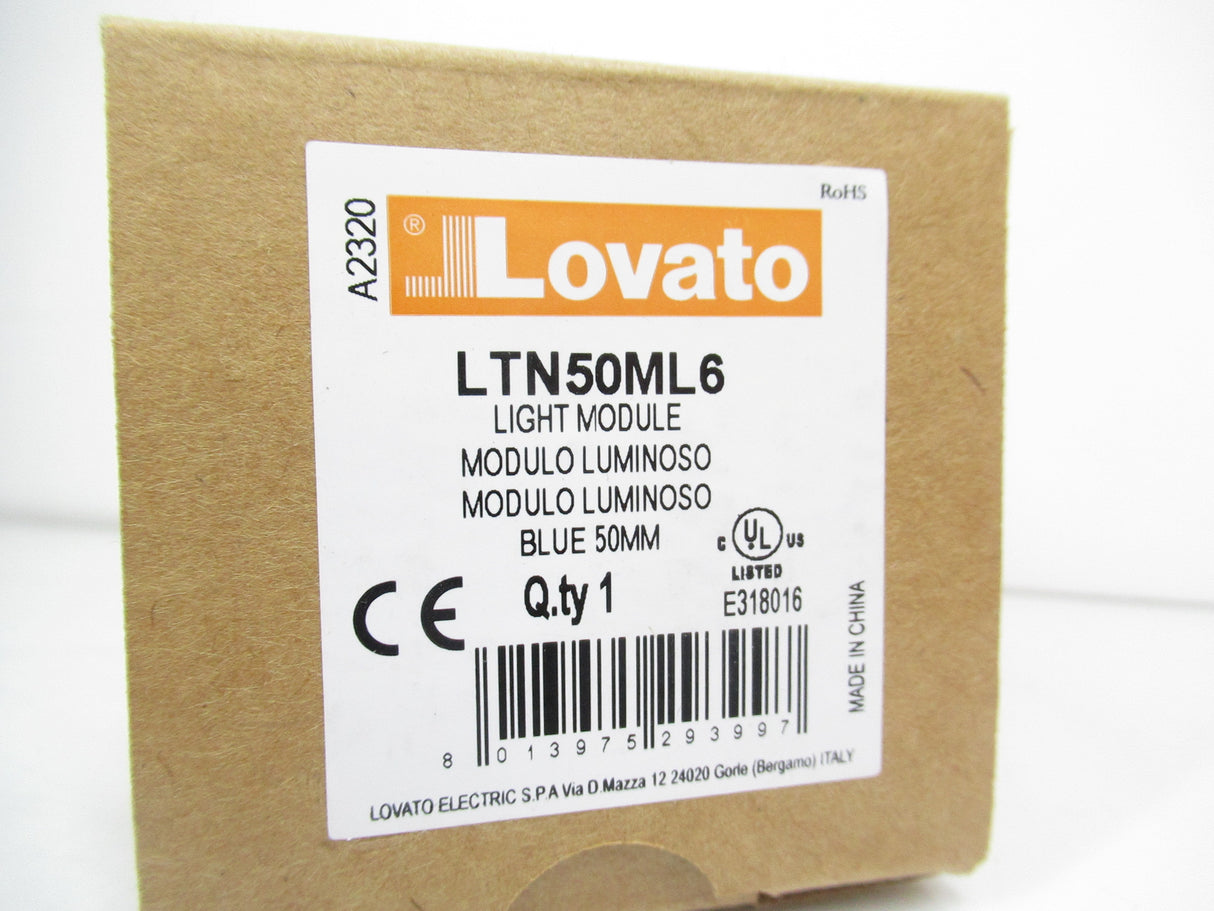 RoHS
A2320
® Lovato
LTN50ML6
LIGHT MODULE
MODULO LUMINOSO
MODULO LUMINOSO
BLUE 50MM
C UL US
LISTED
E318016
CE
Q.ty 1
MADE IN CHINA
8 013975 293997
LOVATO ELECTRIC S.P.A Via D.Mazza 12 24020 Gorle (Bergamo) ITALY